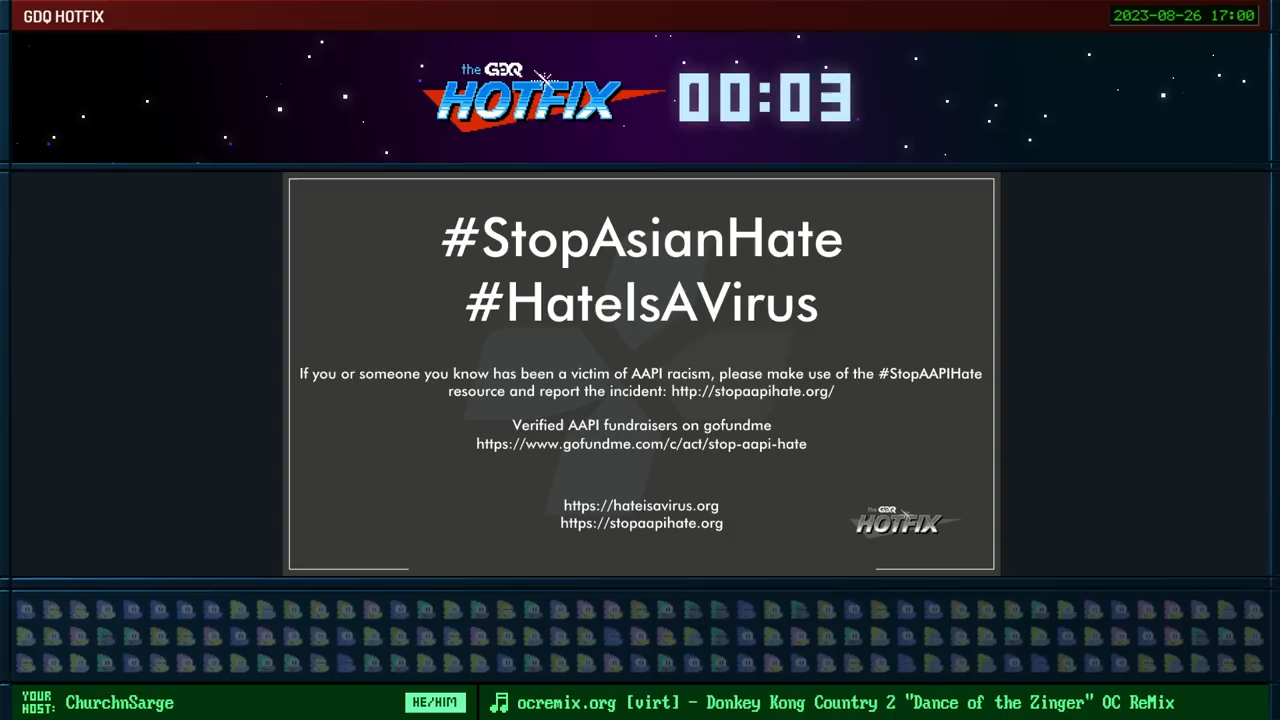 GDQ HOTFIX
2023-08-26 17:00
the GDQ
HOTFIX
00:03
#StopAsianHate
#HateIsAVirus
If you or someone you know has been a victim of AAPI racism, please make use of the #StopAAPIHate
resource and report the incident: http://stopaapihate.org/
Verified AAPI fundraisers on gofundme
https://www.gofundme.com/c/act/stop-aapi-hate
https://hateisavirus.org
https://stopaapihate.org
the GDQ
HOTFIX
YOUR
HOST:
ChurchnSarge
HE/HIM
ocremix.org [virt] - Donkey Kong Country 2 "Dance of the Zinger" OC ReMix